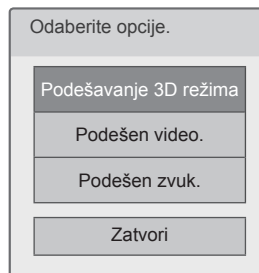 Odaberite opcije.
Podešavanje 3D režima
Podešen video.
Podešen zvuk.
Zatvori